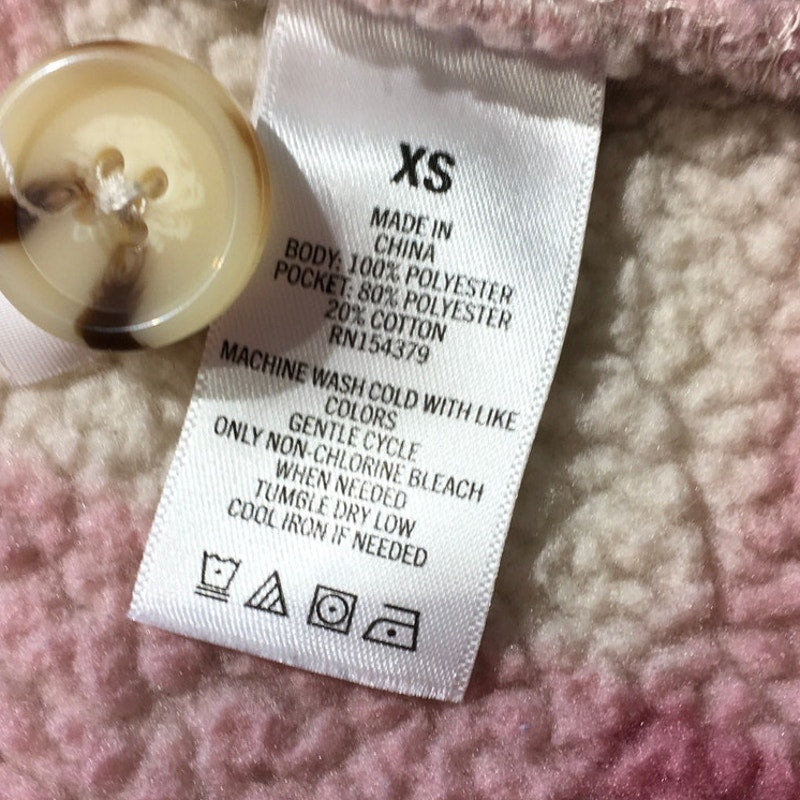 XS
MADE IN
CHINA
BODY: 100% POLYESTER
POCKET: 80% POLYESTER
20% COTTON
RN154379
MACHINE WASH COLD WITH LIKE
COLORS
GENTLE CYCLE
ONLY NON-CHLORINE BLEACH
WHEN NEEDED
TUMBLE DRY LOW
COOL IRON IF NEEDED